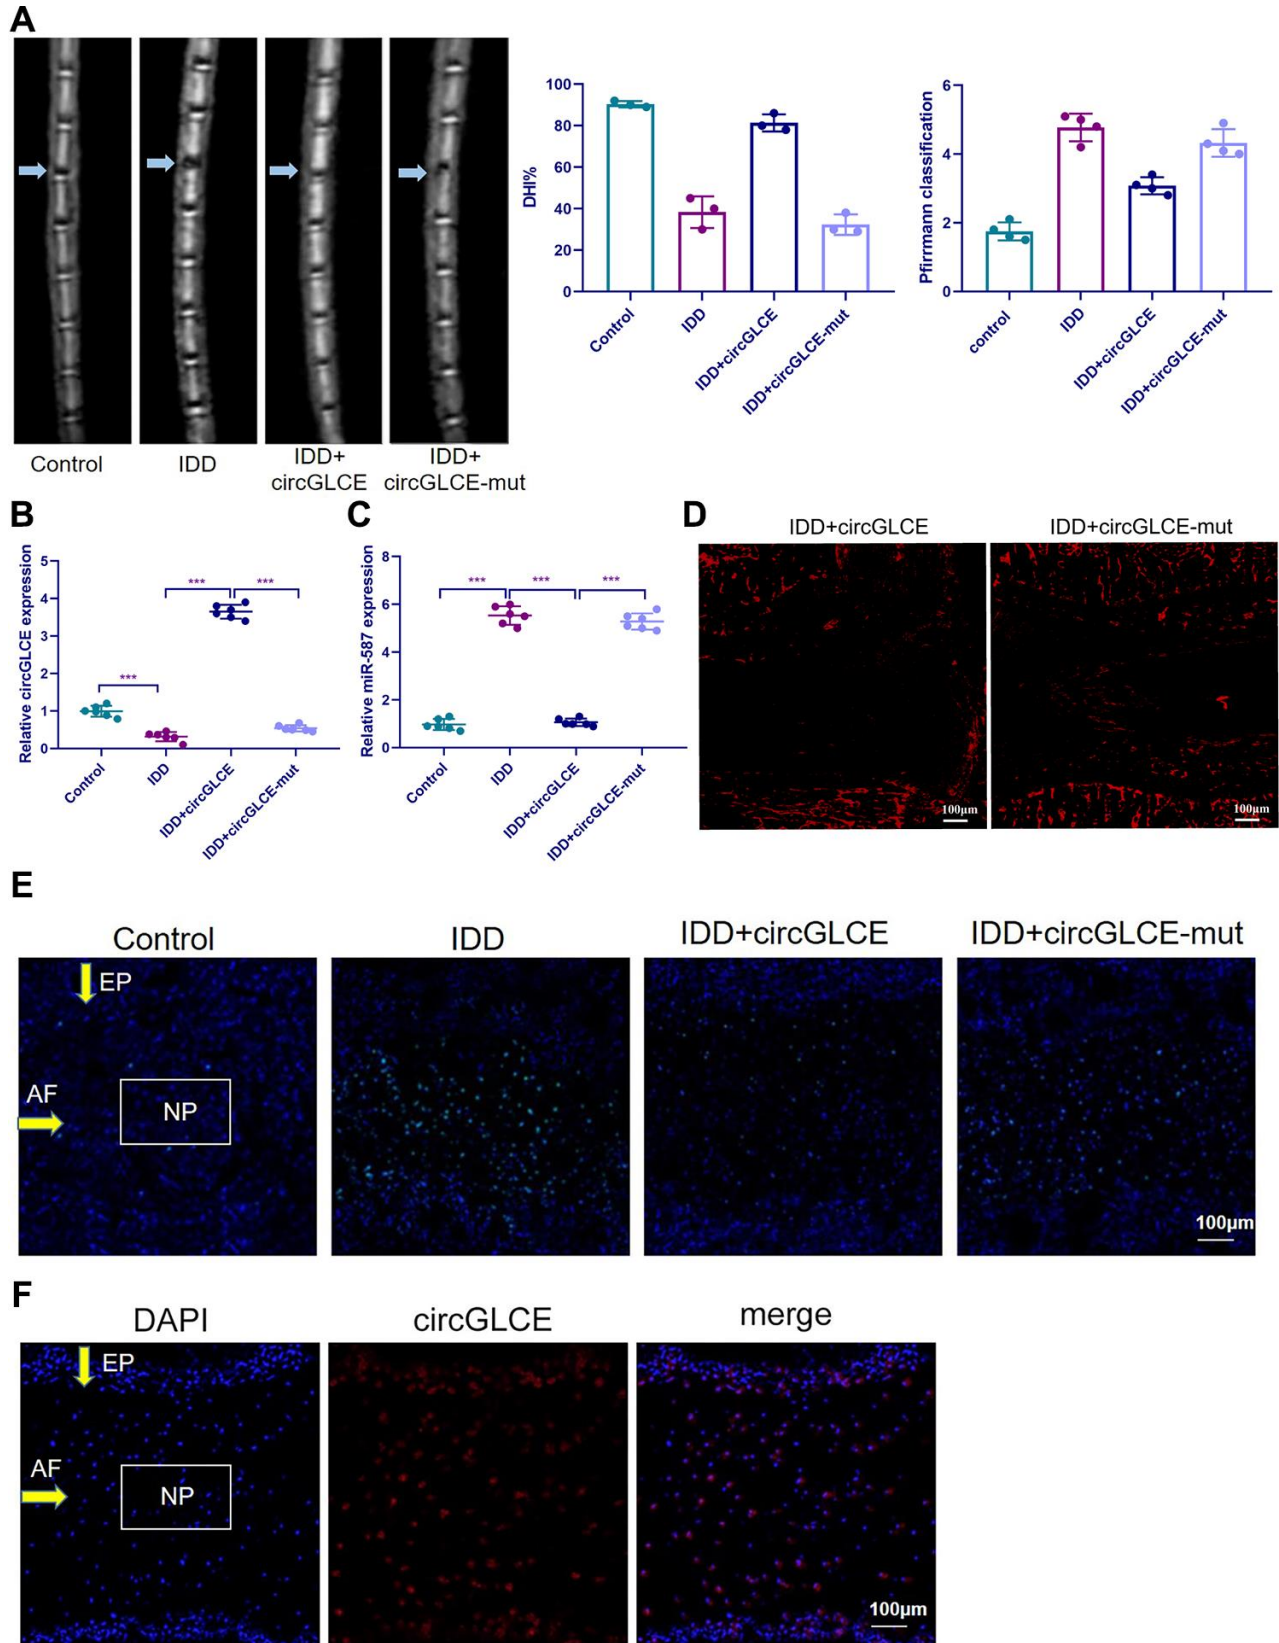 A
Control
IDD
IDD+
circGLCE
IDD+
circGLCE-mut
DHI%
100
80
60
40
20
0
Control
IDD
IDD+circGLCE
IDD+circGLCE-mut
Pfirrmann classification
6
4
2
0
control
IDD
IDD+circGLCE
IDD+circGLCE-mut
B
Relative circGLCE expression
5
4
3
2
1
0
***
***
***
Control
IDD
IDD+circGLCE
IDD+circGLCE-mut
C
Relative miR-587 expression
8
6
4
2
0
***
***
***
Control
IDD
IDD+circGLCE
IDD+circGLCE-mut
D
IDD+circGLCE
IDD+circGLCE-mut
100μm
100μm
E
Control
IDD
IDD+circGLCE
IDD+circGLCE-mut
EP
AF
NP
100μm
F
DAPI
circGLCE
merge
EP
AF
NP
100μm